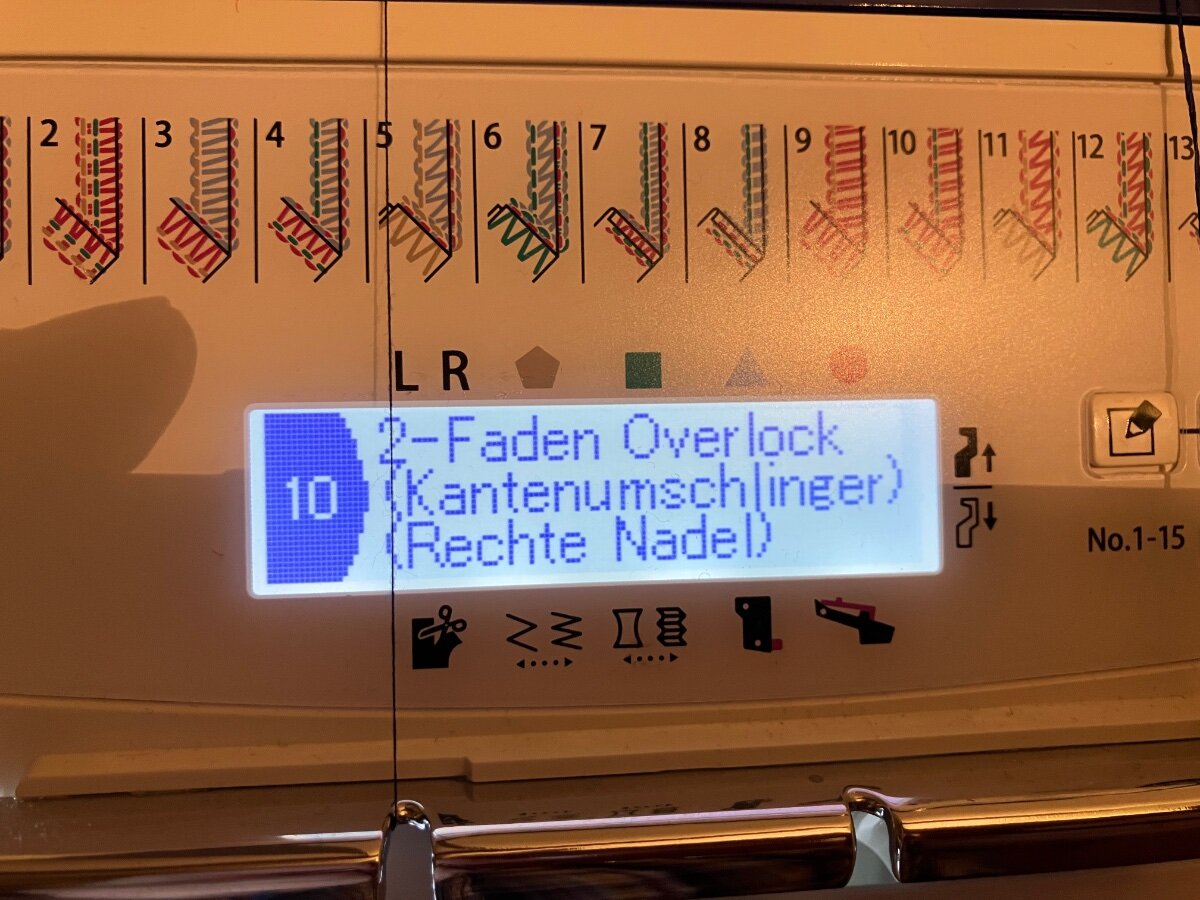 2 3 4 5 6 7 8 9 10 11 12 13
L R
10
2-Faden Overlock
(Kantenumschlinger)
(Rechte Nadel)
No.1-15